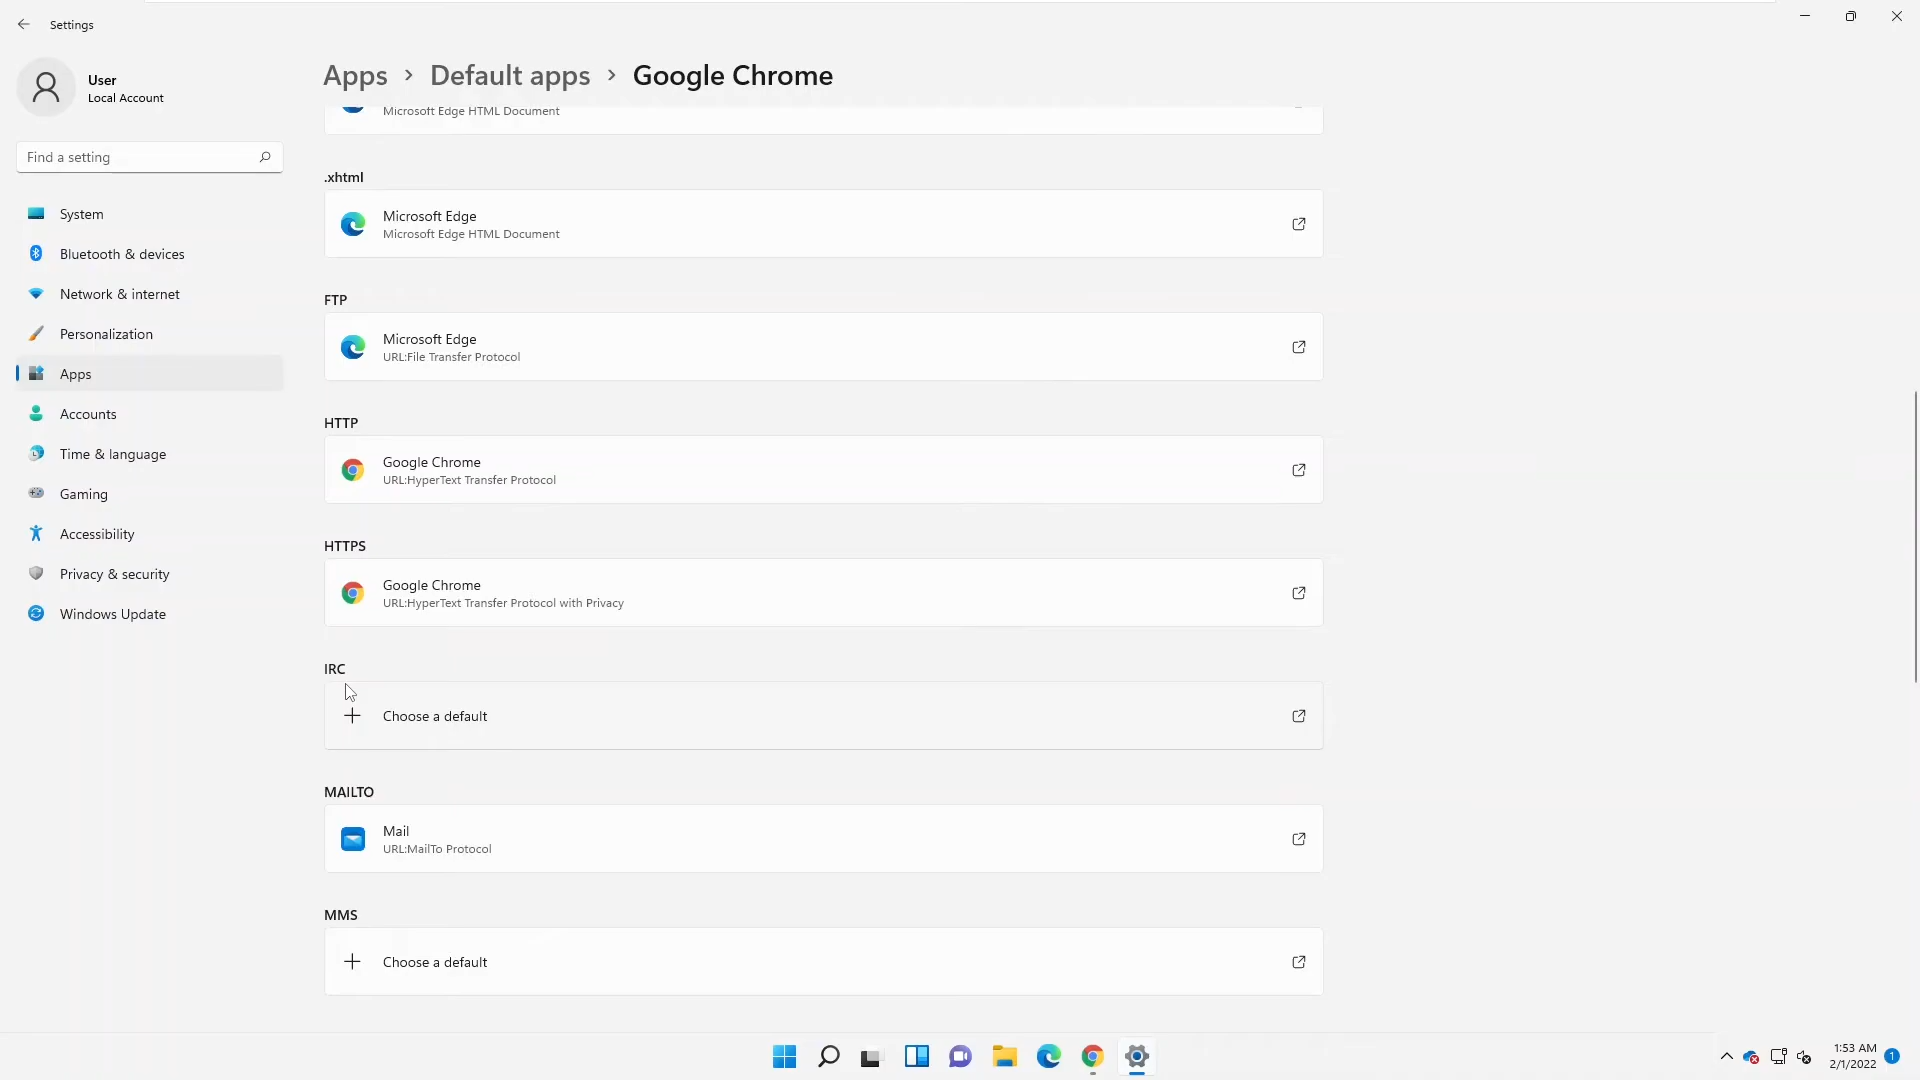 Settings
User
Local Account
Find a setting
System
Bluetooth & devices
Network & internet
Personalization
Apps
Accounts
Time & language
Gaming
Accessibility
Privacy & security
Windows Update
Apps > Default apps > Google Chrome
Microsoft Edge HTML Document
.xhtml
Microsoft Edge
Microsoft Edge HTML Document
FTP
Microsoft Edge
URL:File Transfer Protocol
HTTP
Google Chrome
URL:HyperText Transfer Protocol
HTTPS
Google Chrome
URL:HyperText Transfer Protocol with Privacy
IRC
Choose a default
MAILTO
Mail
URL:MailTo Protocol
MMS
Choose a default
1:53 AM
2/1/2022
1